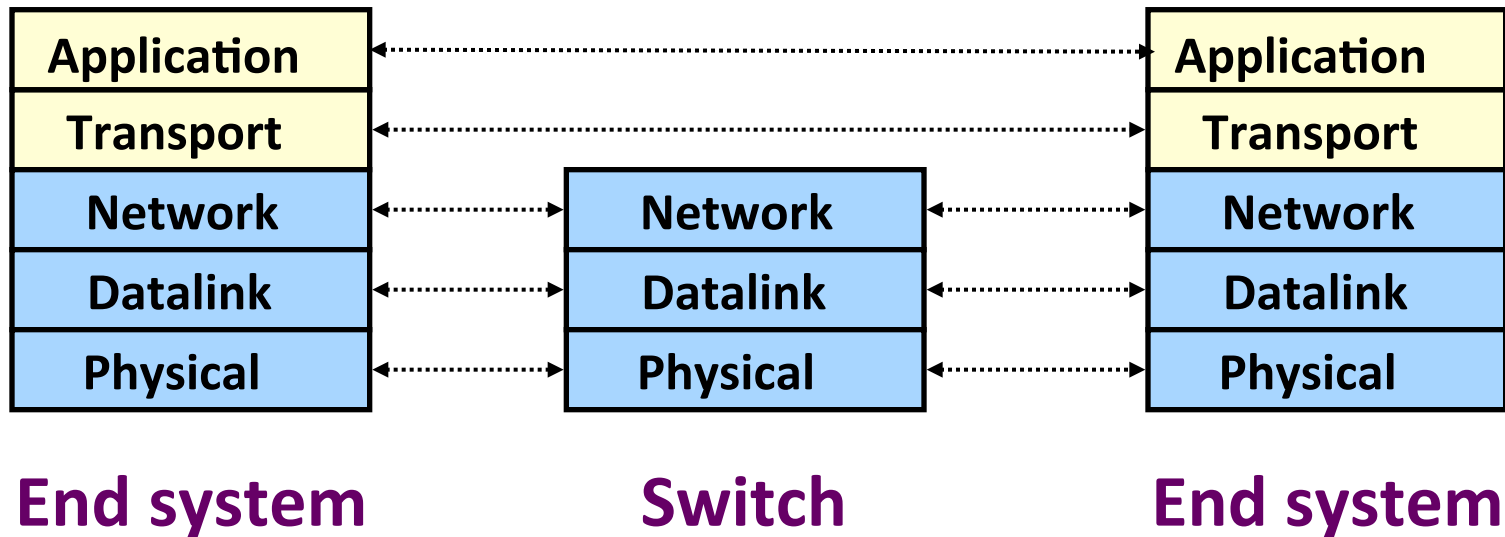 Application
Application
Transport
Transport
Network
Network
Network
Datalink
Datalink
Datalink
Physical
Physical
Physical
End system
Switch
End system